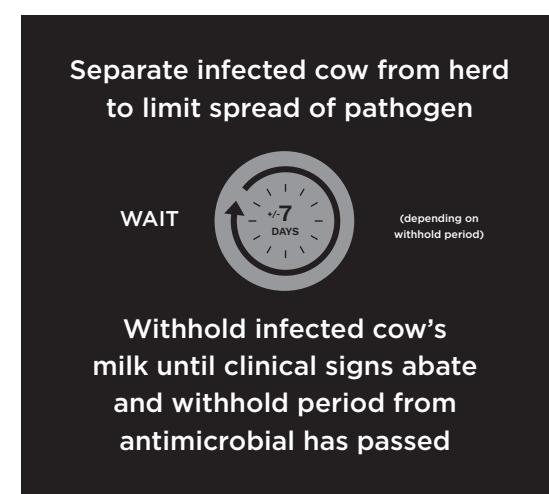 Separate infected cow from herd
to limit spread of pathogen
WAIT
+/-7
DAYS
(depending on
withhold period)
Withhold infected cow’s
milk until clinical signs abate
and withhold period from
antimicrobial has passed